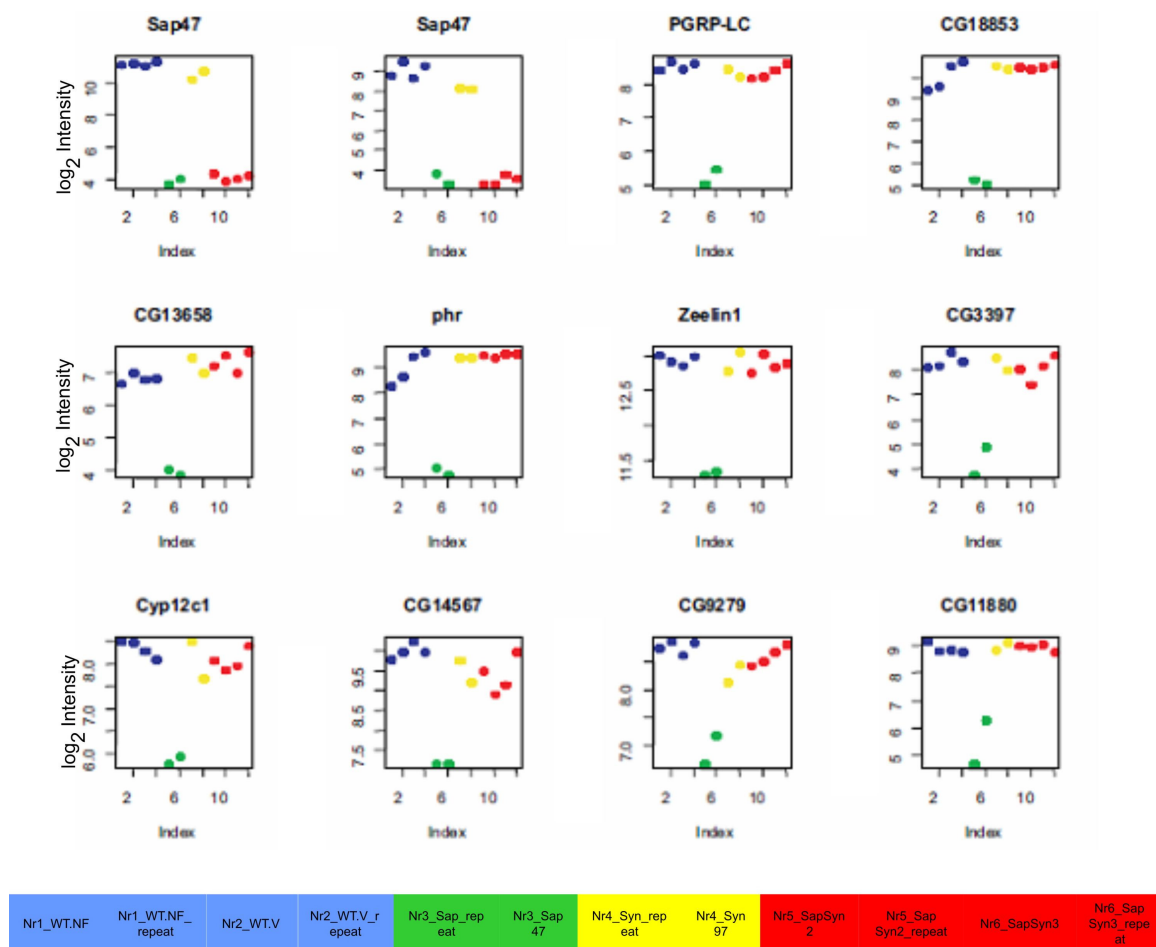 Sap47
log2 Intensity
10
8
6
4
2 6 10
Index
Sap47
9
8
7
6
4
2 6 10
Index
PGRP-LC
8
7
6
5
2 6 10
Index
CG18853
9
8
7
6
5
2 6 10
Index
CG13658
log2 Intensity
7
6
5
4
2 6 10
Index
phr
9
8
7
6
5
2 6 10
Index
Zeelin1
12.5
11.5
2 6 10
Index
CG3397
8
7
6
5
4
2 6 10
Index
Cyp12c1
log2 Intensity
8.0
7.0
6.0
2 6 10
Index
CG14567
9.5
8.5
7.5
2 6 10
Index
CG9279
8.0
7.0
2 6 10
Index
CG11880
9
8
7
6
5
2 6 10
Index
Nr1_WT.NF
Nr1_WT.NF_
repeat
Nr2_WT.V
Nr2_WT.V_r
epeat
Nr3_Sap_rep
eat
Nr3_Sap
47
Nr4_Syn_rep
eat
Nr4_Syn
97
Nr5_SapSyn
2
Nr5_Sap
Syn2_repeat
Nr6_SapSyn3
Nr6_Sap
Syn3_repe
at